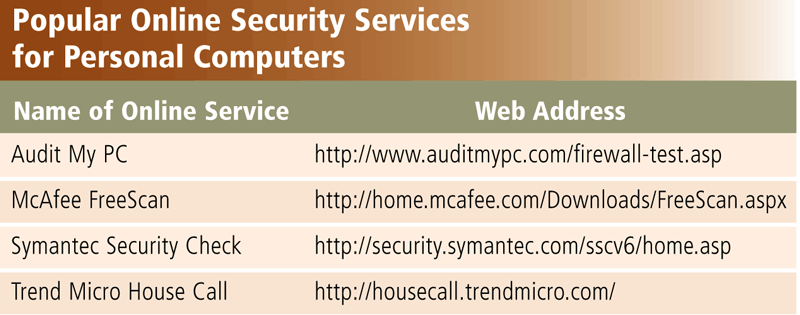 Popular Online Security Services
for Personal Computers
Name of Online Service Web Address
Audit My PC http://www.auditmypc.com/firewall-test.asp
McAfee FreeScan http://home.mcafee.com/Downloads/FreeScan.aspx
Symantec Security Check http://security.symantec.com/sscv6/home.asp
Trend Micro House Call http://housecall.trendmicro.com/